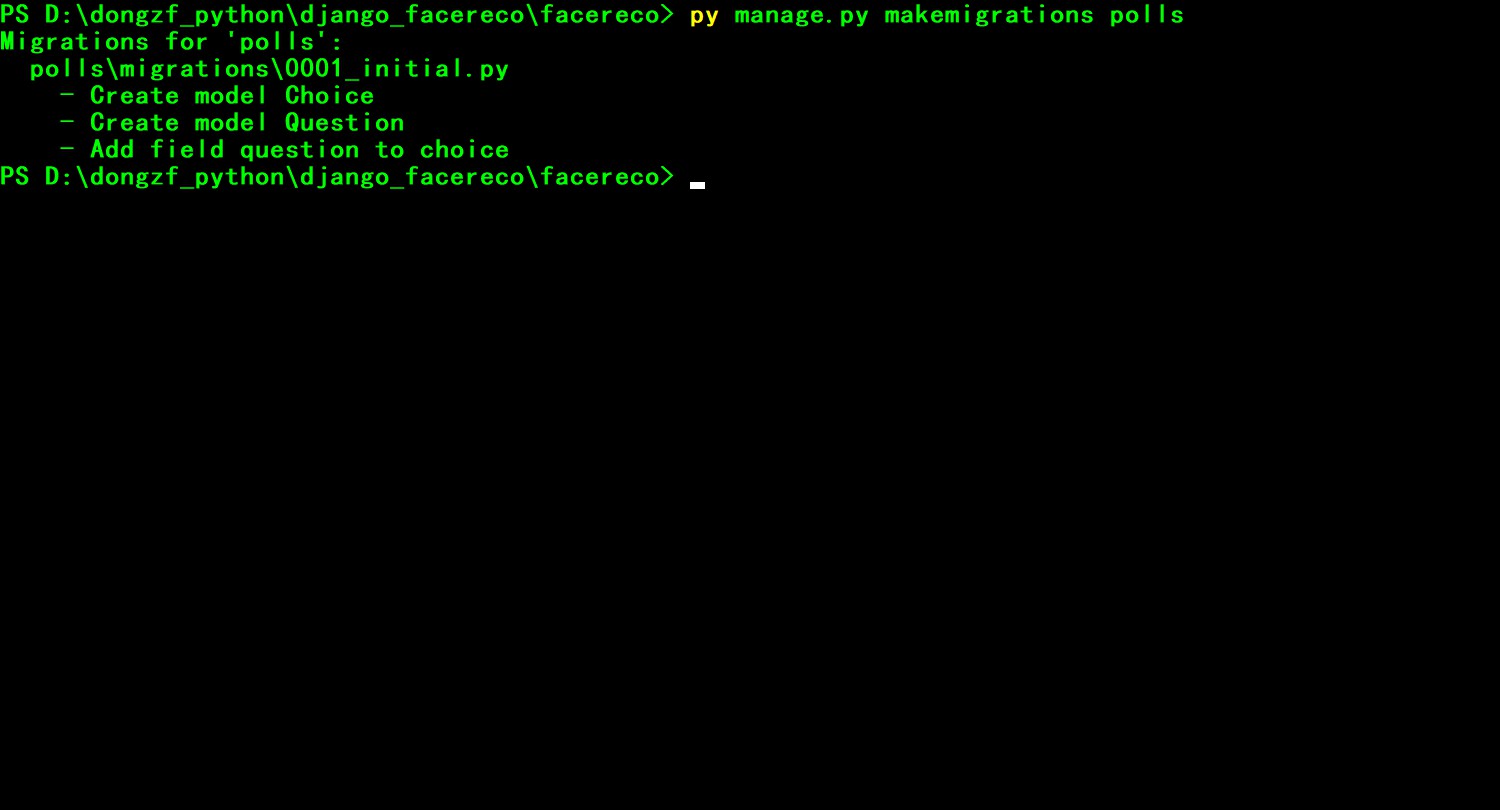 PS D:\dongzf_python\django_facereco\facereco> py manage.py makemigrations polls
Migrations for 'polls':
  polls\migrations\0001_initial.py
    - Create model Choice
    - Create model Question
    - Add field question to choice
PS D:\dongzf_python\django_facereco\facereco>